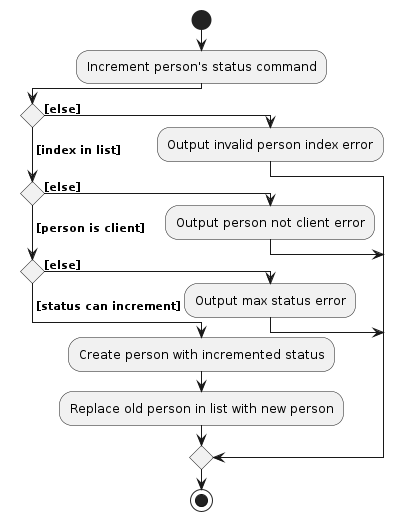 Increment person's status command
[else]
Output invalid person index error
[index in list]
[else]
Output person not client error
[person is client]
[else]
Output max status error
[status can increment]
Create person with incremented status
Replace old person in list with new person